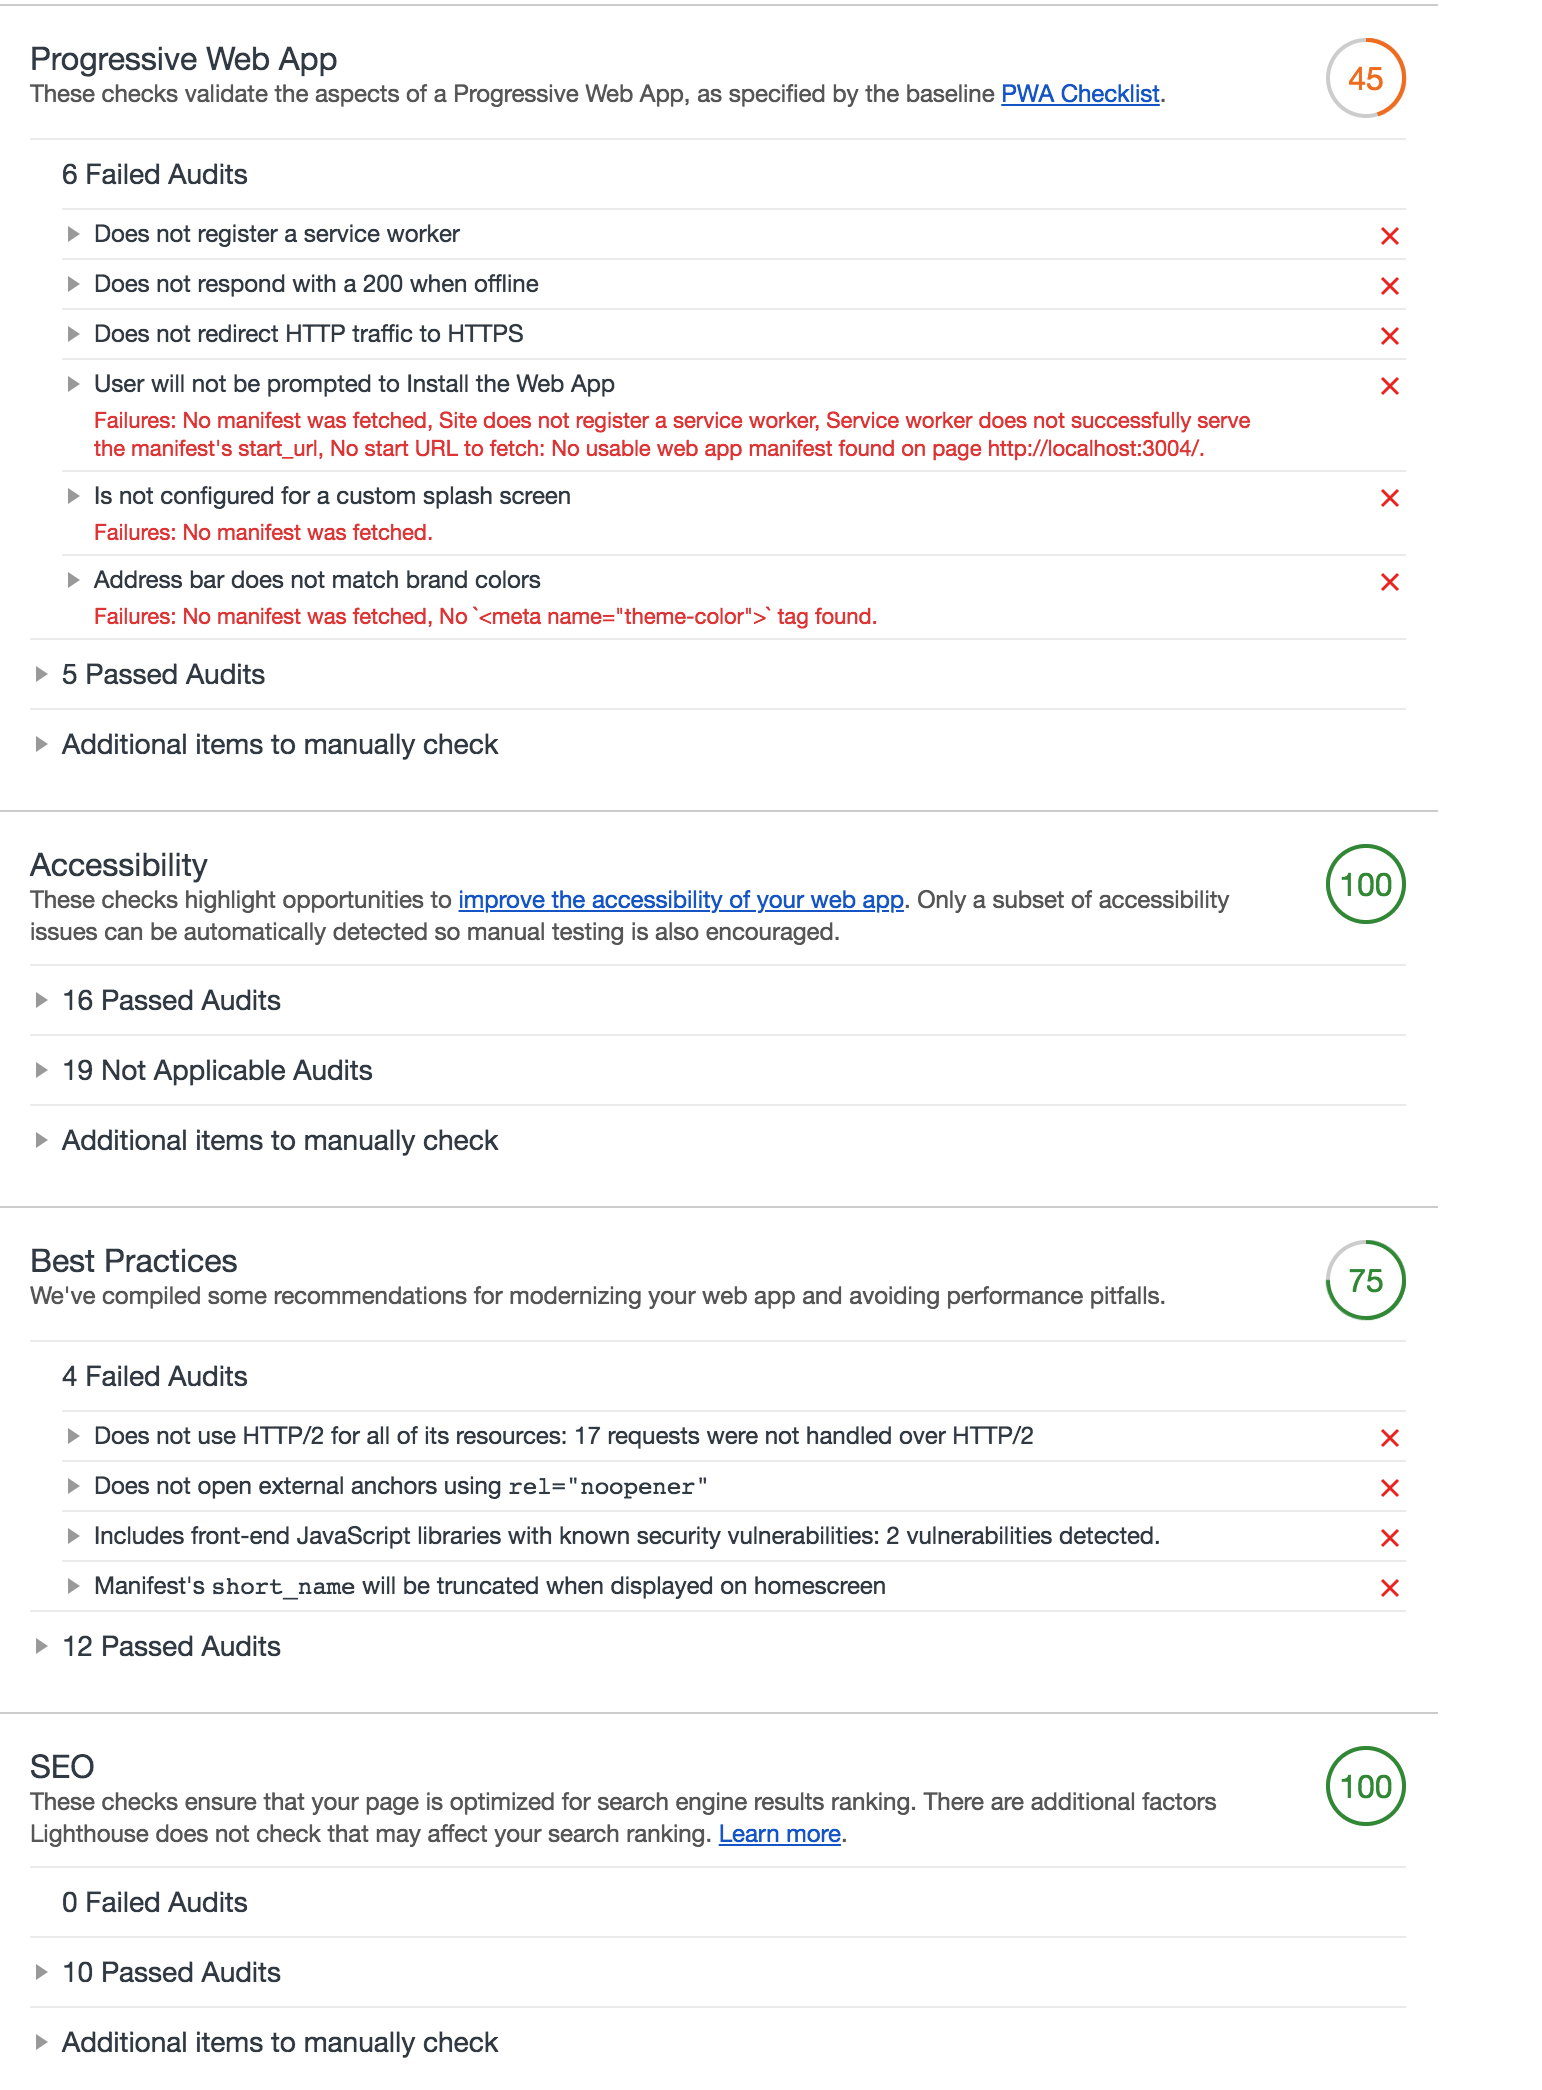 Progressive Web App
45
These checks validate the aspects of a Progressive Web App, as specified by the baseline PWA Checklist.
6 Failed Audits
Does not register a service worker
Does not respond with a 200 when offline
Does not redirect HTTP traffic to HTTPS
User will not be prompted to Install the Web App
Failures: No manifest was fetched, Site does not register a service worker, Service worker does not successfully serve
the manifest's start_url, No start URL to fetch: No usable web app manifest found on page http://localhost:3004/.
Is not configured for a custom splash screen
Failures: No manifest was fetched.
Address bar does not match brand colors
Failures: No manifest was fetched, No `<meta name="theme-color">` tag found.
5 Passed Audits
Additional items to manually check
Accessibility
100
These checks highlight opportunities to improve the accessibility of your web app. Only a subset of accessibility
issues can be automatically detected so manual testing is also encouraged.
16 Passed Audits
19 Not Applicable Audits
Additional items to manually check
Best Practices
75
We've compiled some recommendations for modernizing your web app and avoiding performance pitfalls.
4 Failed Audits
Does not use HTTP/2 for all of its resources: 17 requests were not handled over HTTP/2
Does not open external anchors using rel="noopener"
Includes front-end JavaScript libraries with known security vulnerabilities: 2 vulnerabilities detected.
Manifest's short_name will be truncated when displayed on homescreen
12 Passed Audits
SEO
100
These checks ensure that your page is optimized for search engine results ranking. There are additional factors
Lighthouse does not check that may affect your search ranking. Learn more.
0 Failed Audits
10 Passed Audits
Additional items to manually check